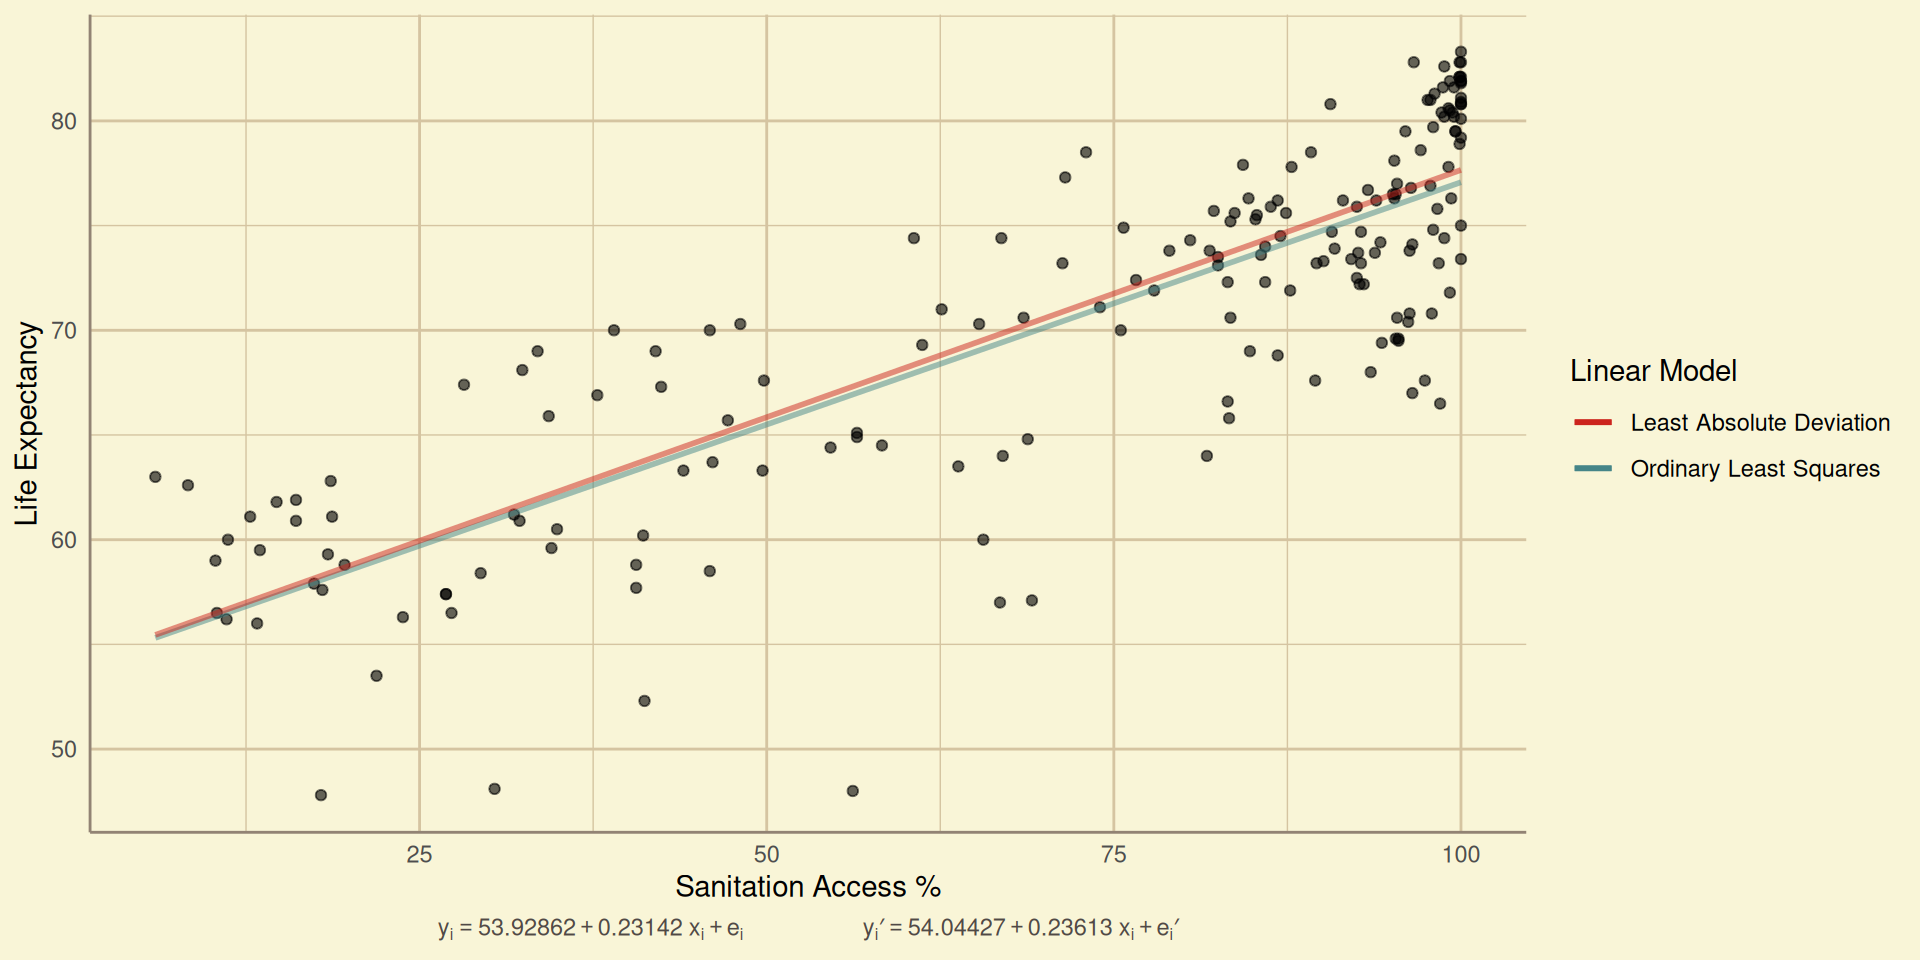 Life Expectancy
80
70
60
50
25 50 75 100
Sanitation Access %
yᵢ = 53.92862 + 0.23142 xᵢ + eᵢ
yᵢ′ = 54.04427 + 0.23613 xᵢ + eᵢ′
Linear Model
Least Absolute Deviation
Ordinary Least Squares